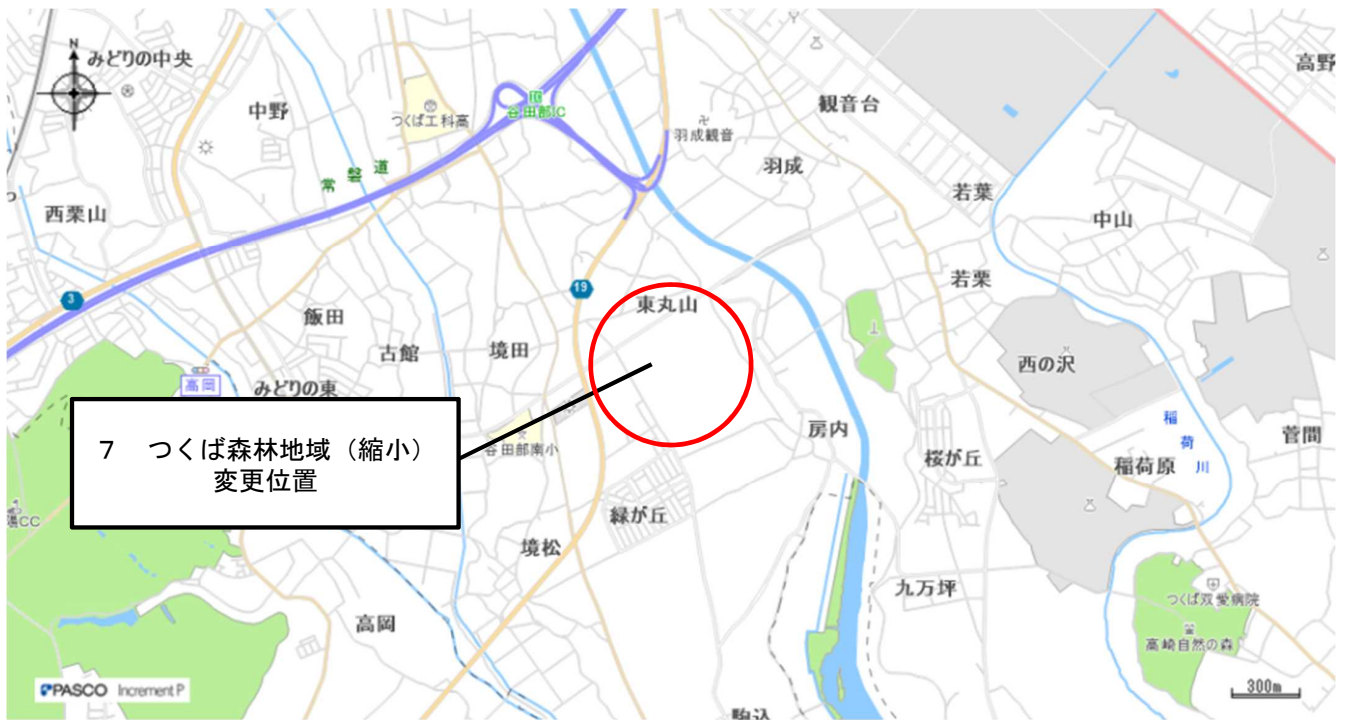 N
みどりの中央
高野
中野
つくば工科高
IC
谷田部IC
観音台
羽成観音
羽成
常磐道
若葉
西栗山
中山
3
若栗
19
東丸山
飯田
古館
境田
西の沢
高岡
みどりの東
7 つくば森林地域（縮小）
変更位置
谷田部南小
房内
桜が丘
稲荷川
菅間
稲荷原
CC
緑が丘
境松
九万坪
つくば双愛病院
高岡
高崎自然の森
PASCO Increment P
300m
駒込